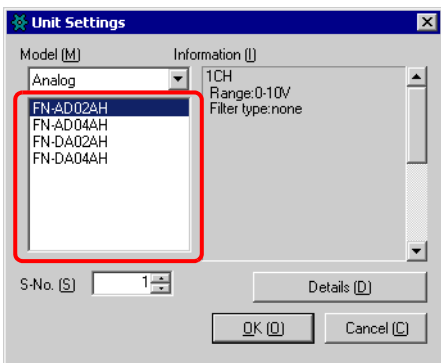 Unit Settings
Model (M)
Information (I)
Analog
1CH
Range:0-10V
Filter type:none
FN-AD02AH
FN-AD04AH
FN-DA02AH
FN-DA04AH
S-No. (S)
1
Details (D)
OK (O)
Cancel (C)